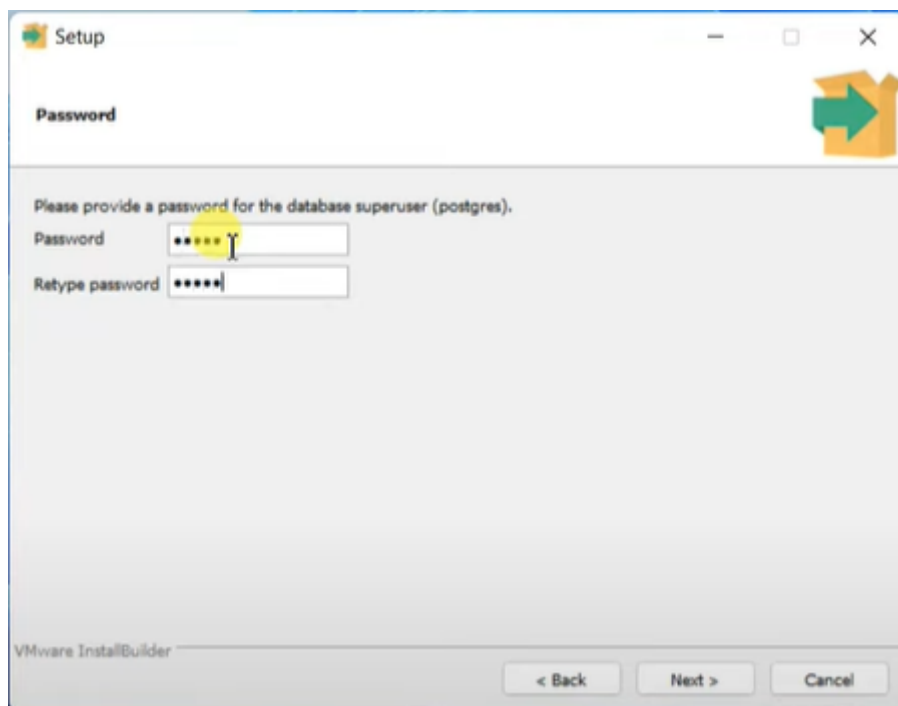 Setup
Password
Please provide a password for the database superuser (postgres).
Password •••••
Retype password •••••
VMware InstallBuilder
< Back Next > Cancel